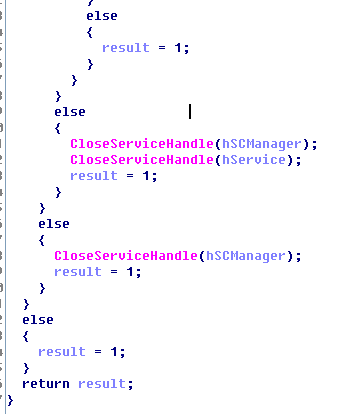 }
else
{
result = 1;
}
}
}
else
{
CloseServiceHandle(hSCManager);
CloseServiceHandle(hService);
result = 1;
}
}
else
{
CloseServiceHandle(hSCManager);
result = 1;
}
}
else
{
result = 1;
}
return result;
}